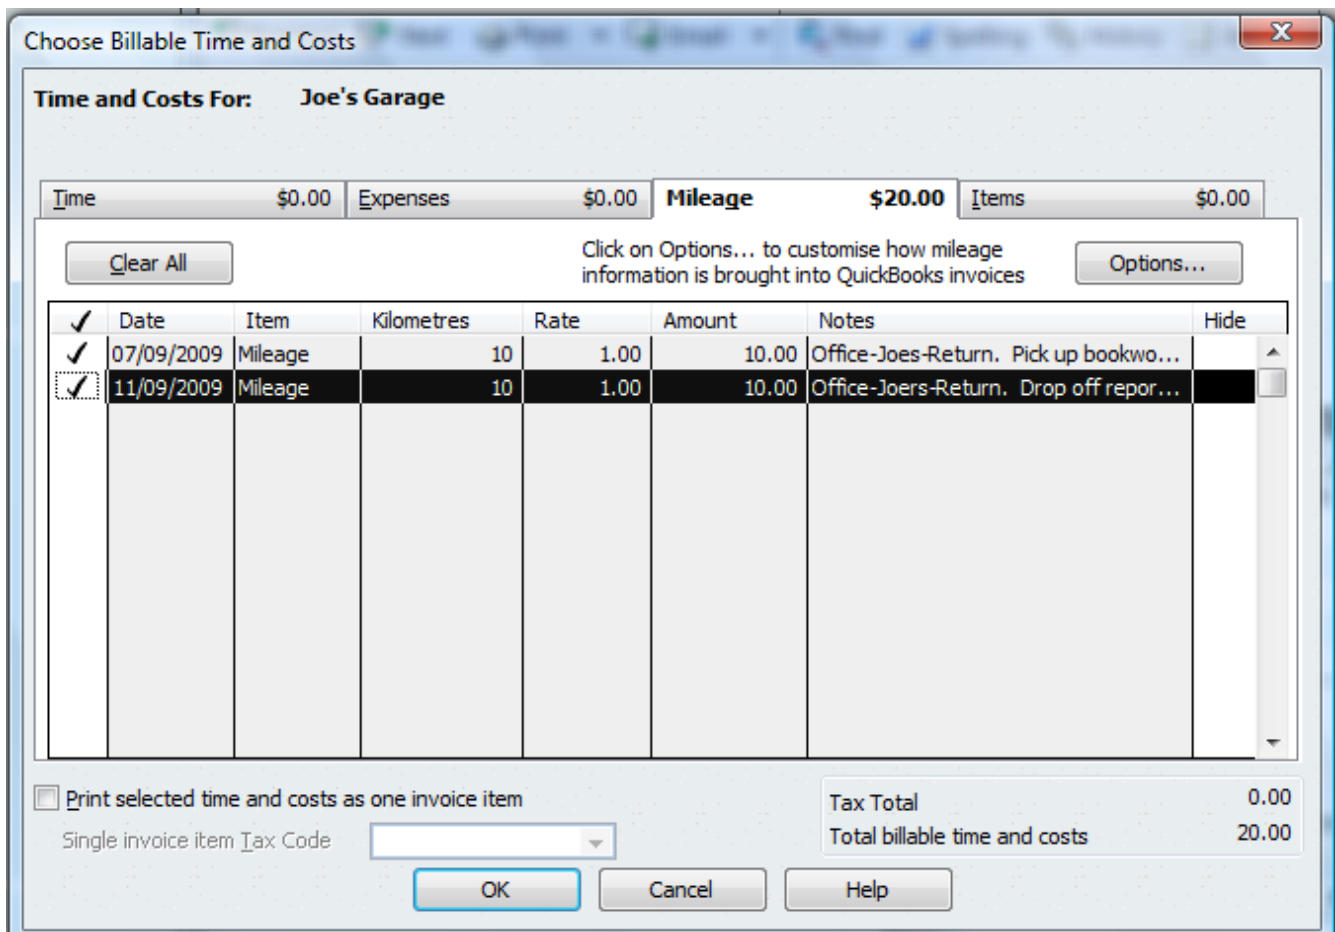 Choose Billable Time and Costs
Time and Costs For: Joe's Garage
Time $0.00 Expenses $0.00 Mileage $20.00 Items $0.00
Clear All
Click on Options... to customise how mileage
information is brought into QuickBooks invoices
Options...
Date Item Kilometres Rate Amount Notes Hide
07/09/2009 Mileage 10 1.00 10.00 Office-Joes-Return. Pick up bookwo...
11/09/2009 Mileage 10 1.00 10.00 Office-Joers-Return. Drop off repor...
Print selected time and costs as one invoice item
Single invoice item Tax Code
Tax Total 0.00
Total billable time and costs 20.00
OK Cancel Help